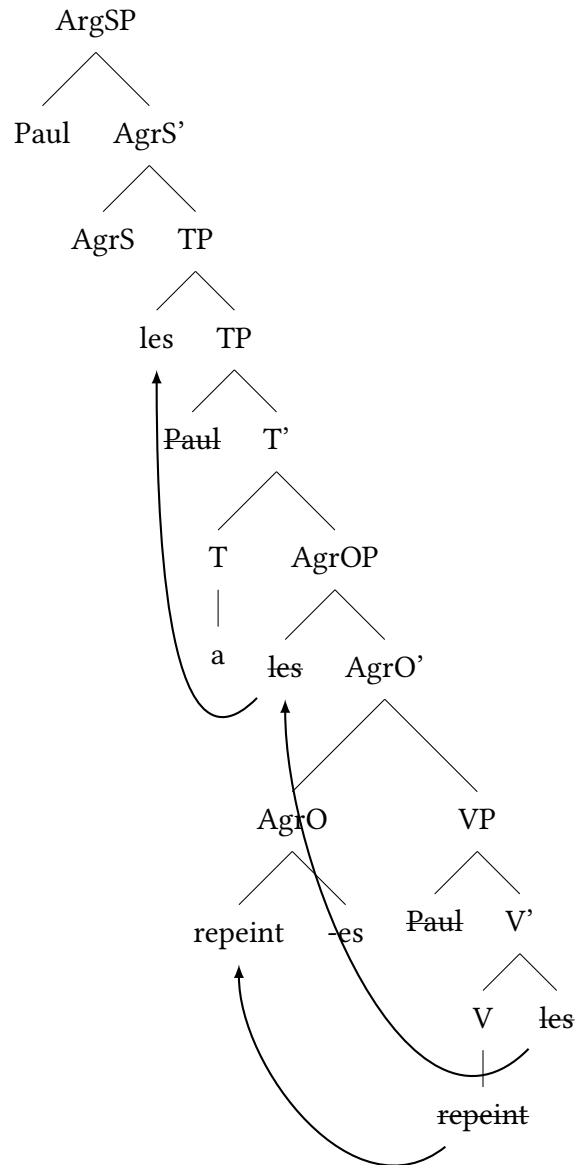 ArgSP
Paul AgrS’
AgrS TP
les TP
Paul T’
T AgrOP
a les AgrO’
AgrO VP
repeint -es Paul V’
V les
repeint